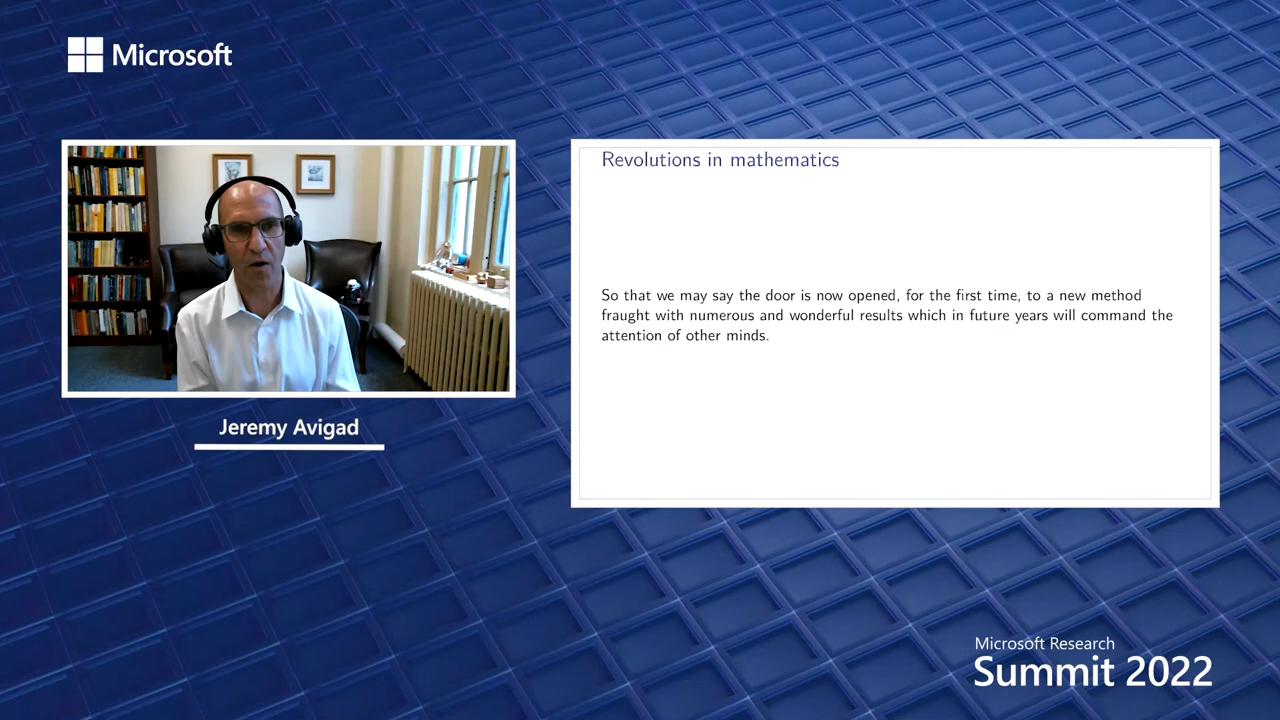 Microsoft
Revolutions in mathematics
So that we may say the door is now opened, for the first time, to a new method
fraught with numerous and wonderful results which in future years will command the
attention of other minds.
Jeremy Avigad
Microsoft Research
Summit 2022